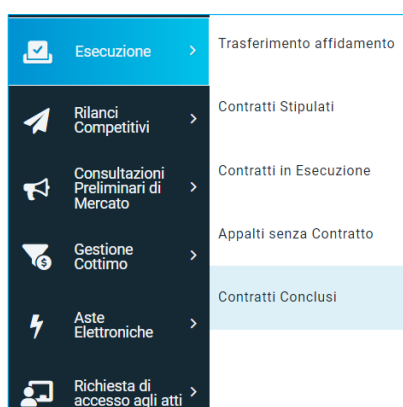 Esecuzione
Rilanci
Competitivi
Consultazioni
Preliminari di
Mercato
Gestione
Cottimo
Aste
Elettroniche
Richiesta di
accesso agli atti
Trasferimento affidamento
Contratti Stipulati
Contratti in Esecuzione
Appalti senza Contratto
Contratti Conclusi